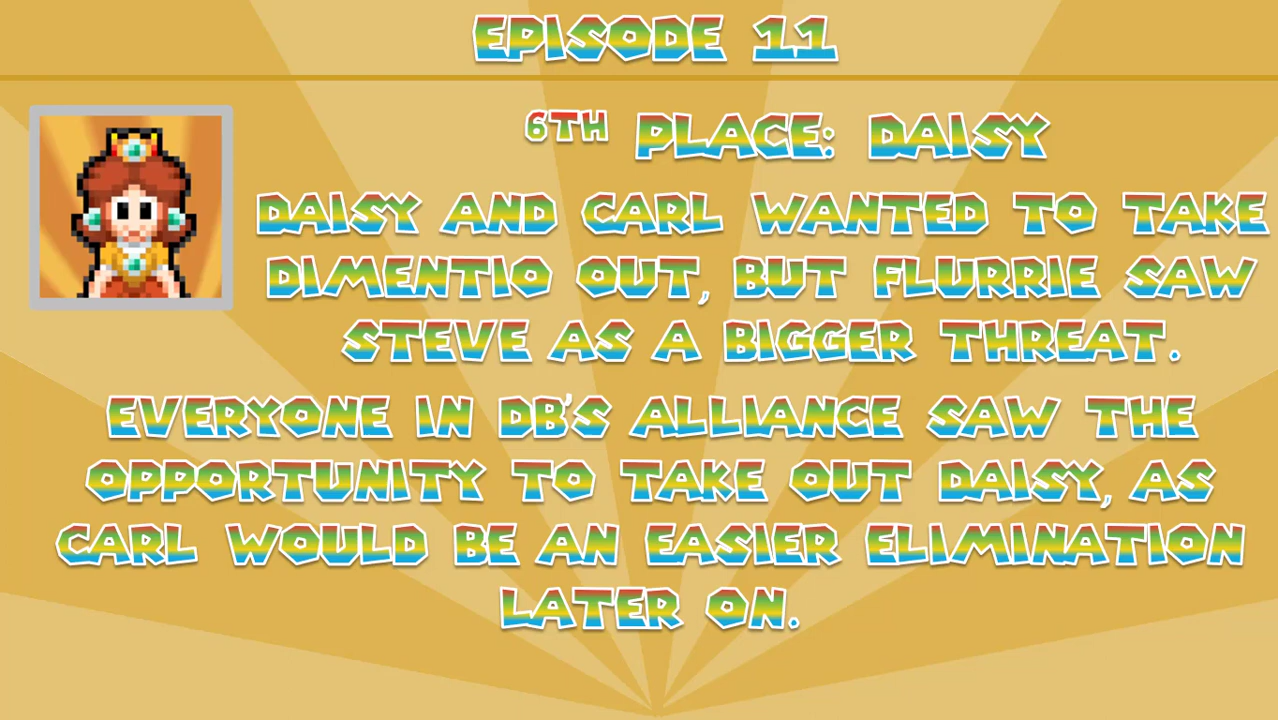 EPISODE 11
6TH PLACE: DAISY
DAISY AND CARL WANTED TO TAKE
DIMENTIO OUT, BUT FLURRIE SAW
STEVE AS A BIGGER THREAT.
EVERYONE IN DB'S ALLIANCE SAW THE
OPPORTUNITY TO TAKE OUT DAISY, AS
CARL WOULD BE AN EASIER ELIMINATION
LATER ON.